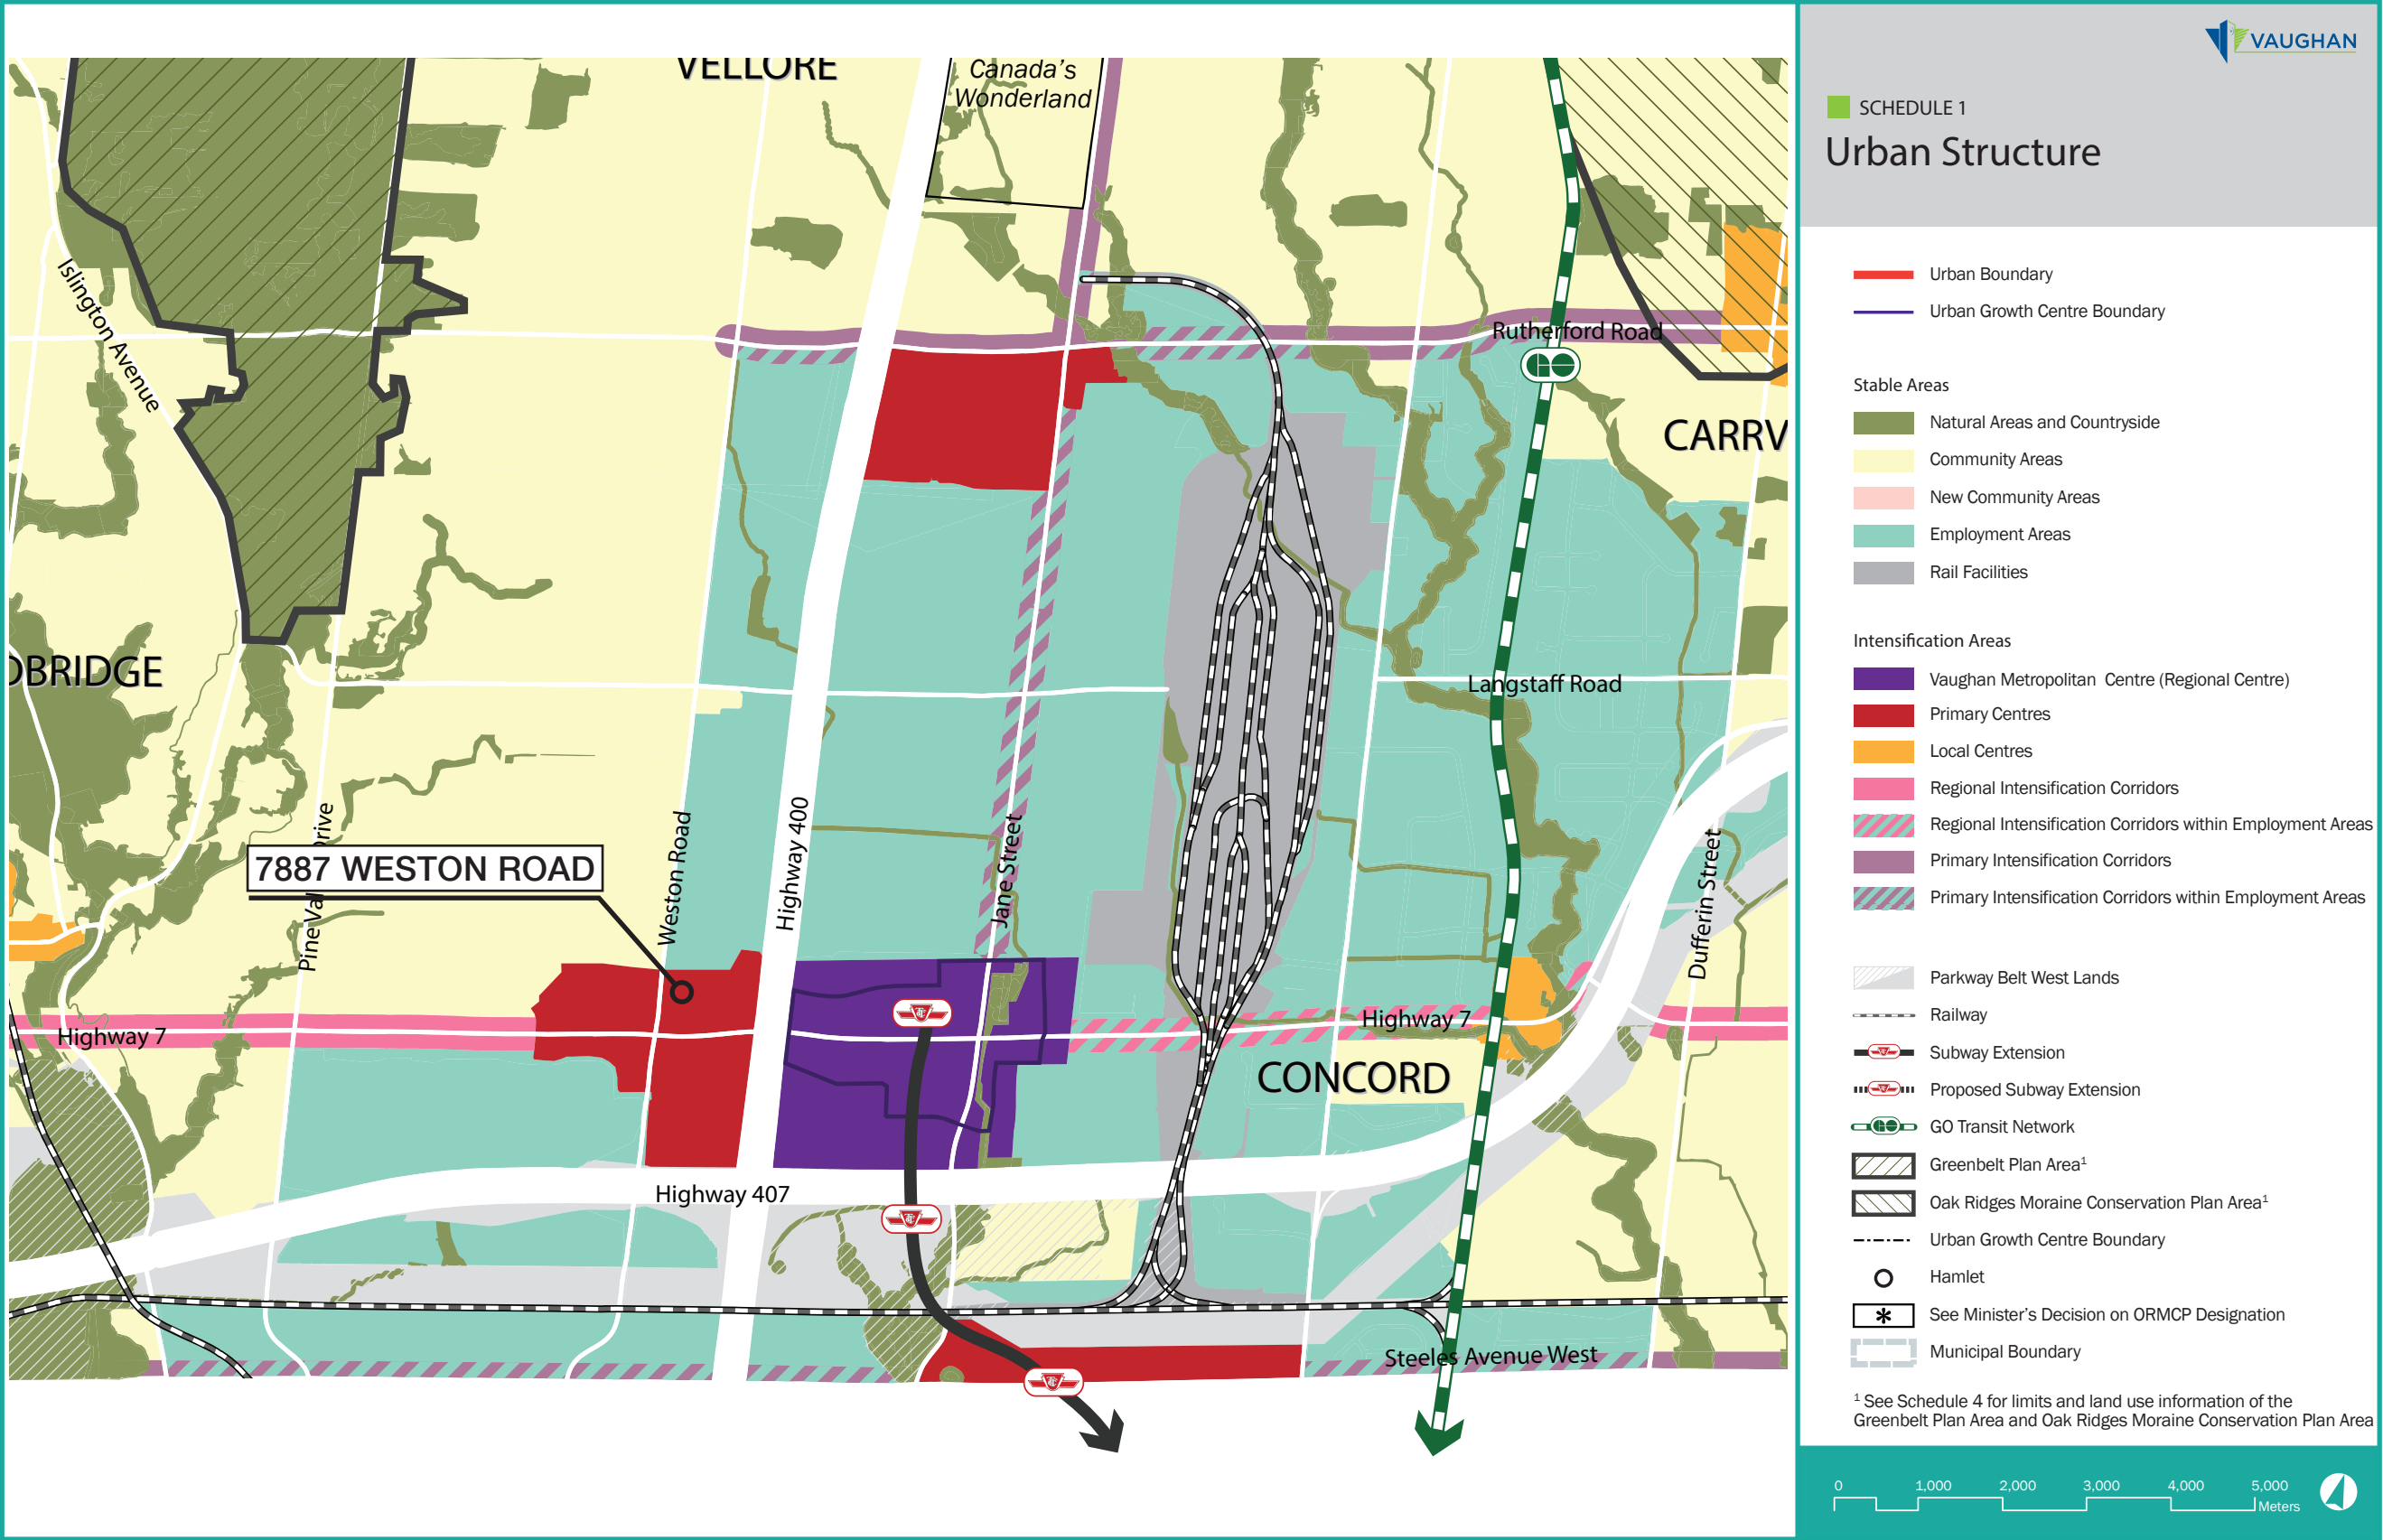 VELLORE
Canada's
Wonderland
Islington Avenue
Rutherford Road
CARRV
DBRIDGE
Langstaff Road
Pine Val
Drive
7887 WESTON ROAD
Weston Road
Highway 400
Jane Street
Dufferin Street
Highway 7
Highway 7
CONCORD
Highway 407
Steeles Avenue West
VAUGHAN
SCHEDULE 1
Urban Structure
Urban Boundary
Urban Growth Centre Boundary
Stable Areas
Natural Areas and Countryside
Community Areas
New Community Areas
Employment Areas
Rail Facilities
Intensification Areas
Vaughan Metropolitan Centre (Regional Centre)
Primary Centres
Local Centres
Regional Intensification Corridors
Regional Intensification Corridors within Employment Areas
Primary Intensification Corridors
Primary Intensification Corridors within Employment Areas
Parkway Belt West Lands
Railway
Subway Extension
Proposed Subway Extension
GO Transit Network
Greenbelt Plan Area¹
Oak Ridges Moraine Conservation Plan Area¹
Urban Growth Centre Boundary
Hamlet
See Minister's Decision on ORMCP Designation
Municipal Boundary
¹ See Schedule 4 for limits and land use information of the
Greenbelt Plan Area and Oak Ridges Moraine Conservation Plan Area
0 1,000 2,000 3,000 4,000 5,000
Meters